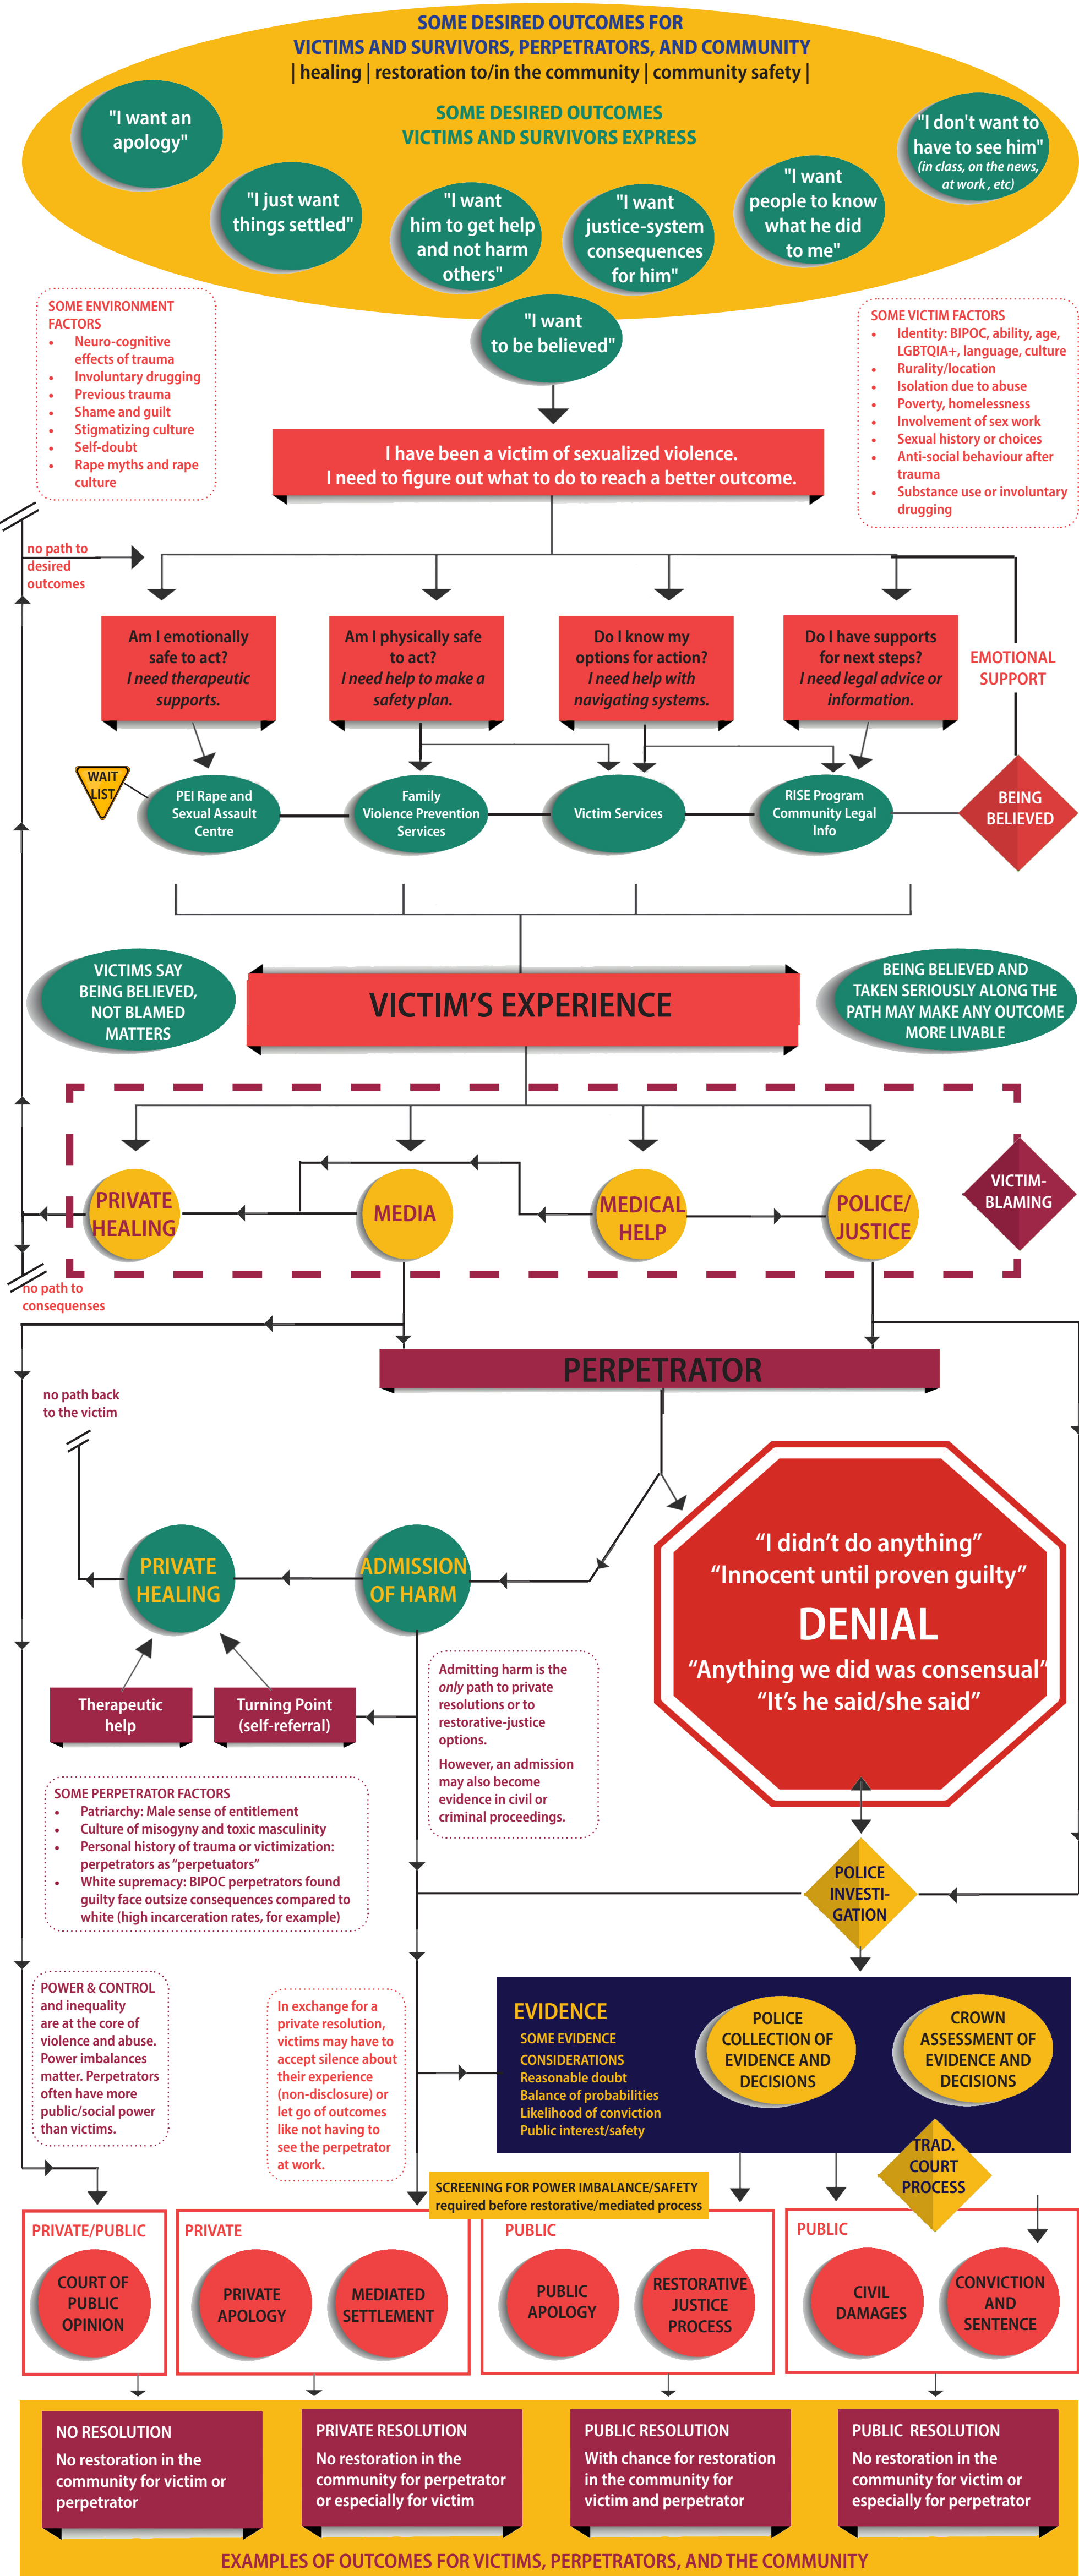 SOME DESIRED OUTCOMES FOR
VICTIMS AND SURVIVORS, PERPETRATORS, AND COMMUNITY
| healing | restoration to/in the community | community safety |
SOME DESIRED OUTCOMES
VICTIMS AND SURVIVORS EXPRESS
"I want an
apology"
"I just want
things settled"
"I want
him to get help
and not harm
others"
"I want
justice-system
consequences
for him"
"I want
people to know
what he did
to me"
"I don't want to
have to see him"
(in class, on the news,
at work , etc)
"I want
to be believed"
SOME ENVIRONMENT
FACTORS
• Neuro-cognitive
effects of trauma
• Involuntary drugging
• Previous trauma
• Shame and guilt
• Stigmatizing culture
• Self-doubt
• Rape myths and rape
culture
SOME VICTIM FACTORS
• Identity: BIPOC, ability, age,
LGBTQIA+, language, culture
• Rurality/location
• Isolation due to abuse
• Poverty, homelessness
• Involvement of sex work
• Sexual history or choices
• Anti-social behaviour after
trauma
• Substance use or involuntary
drugging
I have been a victim of sexualized violence.
I need to figure out what to do to reach a better outcome.
no path to
desired
outcomes
Am I emotionally
safe to act?
I need therapeutic
supports.
Am I physically safe
to act?
I need help to make a
safety plan.
Do I know my
options for action?
I need help with
navigating systems.
Do I have supports
for next steps?
I need legal advice or
information.
EMOTIONAL
SUPPORT
WAIT
LIST
PEI Rape and
Sexual Assault
Centre
Family
Violence Prevention
Services
Victim Services
RISE Program
Community Legal
Info
BEING
BELIEVED
VICTIMS SAY
BEING BELIEVED,
NOT BLAMED
MATTERS
VICTIM'S EXPERIENCE
BEING BELIEVED AND
TAKEN SERIOUSLY ALONG THE
PATH MAY MAKE ANY OUTCOME
MORE LIVABLE
PRIVATE
HEALING
MEDIA
MEDICAL
HELP
POLICE/
JUSTICE
VICTIM-
BLAMING
no path to
consequenses
PERPETRATOR
no path back
to the victim
PRIVATE
HEALING
ADMISSION
OF HARM
“I didn’t do anything”
“Innocent until proven guilty”
DENIAL
“Anything we did was consensual”
“It’s he said/she said”
Therapeutic
help
Turning Point
(self-referral)
Admitting harm is the
only path to private
resolutions or to
restorative-justice
options.
However, an admission
may also become
evidence in civil or
criminal proceedings.
SOME PERPETRATOR FACTORS
• Patriarchy: Male sense of entitlement
• Culture of misogyny and toxic masculinity
• Personal history of trauma or victimization:
perpetrators as “perpetuators”
• White supremacy: BIPOC perpetrators found
guilty face outsize consequences compared to
white (high incarceration rates, for example)
POLICE
INVESTI-
GATION
POWER & CONTROL
and inequality
are at the core of
violence and abuse.
Power imbalances
matter. Perpetrators
often have more
public/social power
than victims.
In exchange for a
private resolution,
victims may have to
accept silence about
their experience
(non-disclosure) or
let go of outcomes
like not having to
see the perpetrator
at work.
EVIDENCE
SOME EVIDENCE
CONSIDERATIONS
Reasonable doubt
Balance of probabilities
Likelihood of conviction
Public interest/safety
POLICE
COLLECTION OF
EVIDENCE AND
DECISIONS
CROWN
ASSESSMENT OF
EVIDENCE AND
DECISIONS
TRAD.
COURT
PROCESS
SCREENING FOR POWER IMBALANCE/SAFETY
required before restorative/mediated process
PRIVATE/PUBLIC
COURT OF
PUBLIC
OPINION
PRIVATE
PRIVATE
APOLOGY
MEDIATED
SETTLEMENT
PUBLIC
PUBLIC
APOLOGY
RESTORATIVE
JUSTICE
PROCESS
PUBLIC
CIVIL
DAMAGES
CONVICTION
AND
SENTENCE
NO RESOLUTION
No restoration in the
community for victim or
perpetrator
PRIVATE RESOLUTION
No restoration in the
community for perpetrator
or especially for victim
PUBLIC RESOLUTION
With chance for restoration
in the community for
victim and perpetrator
PUBLIC RESOLUTION
No restoration in the
community for victim or
especially for perpetrator
EXAMPLES OF OUTCOMES FOR VICTIMS, PERPETRATORS, AND THE COMMUNITY